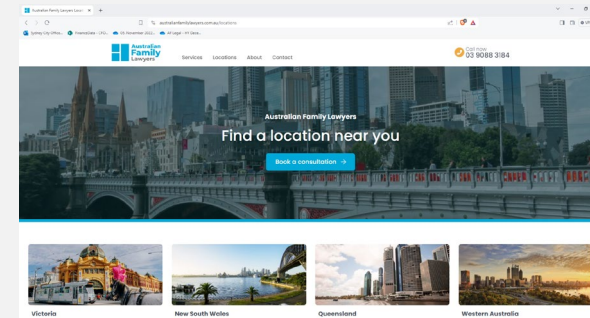 Australian Family Lawyers Loca
australianfamilylawyers.com.au/locations
Sydney City Office...
Australian
Family
Lawyers
Services
Locations
About
Contact
Call now
03 9088 3184
Australian Family Lawyers
Find a location near you
Book a consultation →
Victoria
New South Wales
Queensland
Western Australia